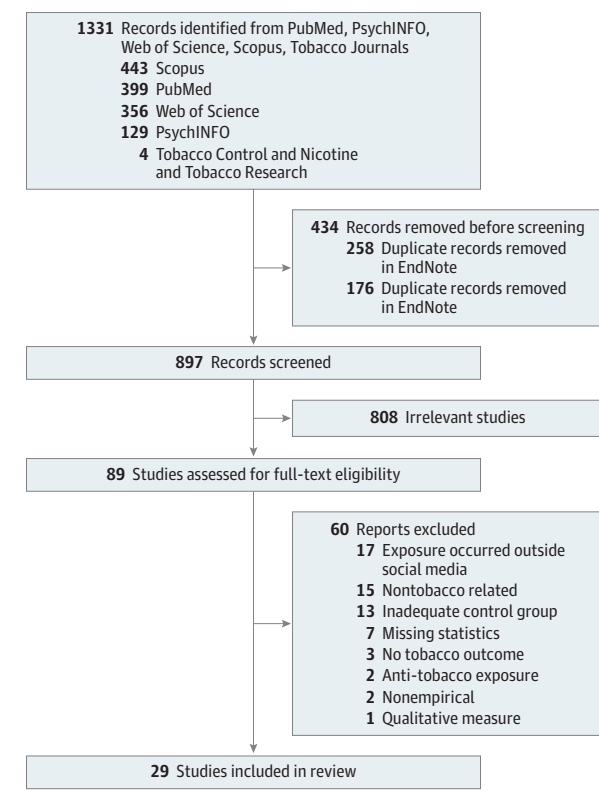 1331 Records identified from PubMed, PsychINFO,
Web of Science, Scopus, Tobacco Journals
443 Scopus
399 PubMed
356 Web of Science
129 PsychINFO
4 Tobacco Control and Nicotine
and Tobacco Research
434 Records removed before screening
258 Duplicate records removed
in EndNote
176 Duplicate records removed
in EndNote
897 Records screened
808 Irrelevant studies
89 Studies assessed for full-text eligibility
60 Reports excluded
17 Exposure occurred outside
social media
15 Nontobacco related
13 Inadequate control group
7 Missing statistics
3 No tobacco outcome
2 Anti-tobacco exposure
2 Nonempirical
1 Qualitative measure
29 Studies included in review